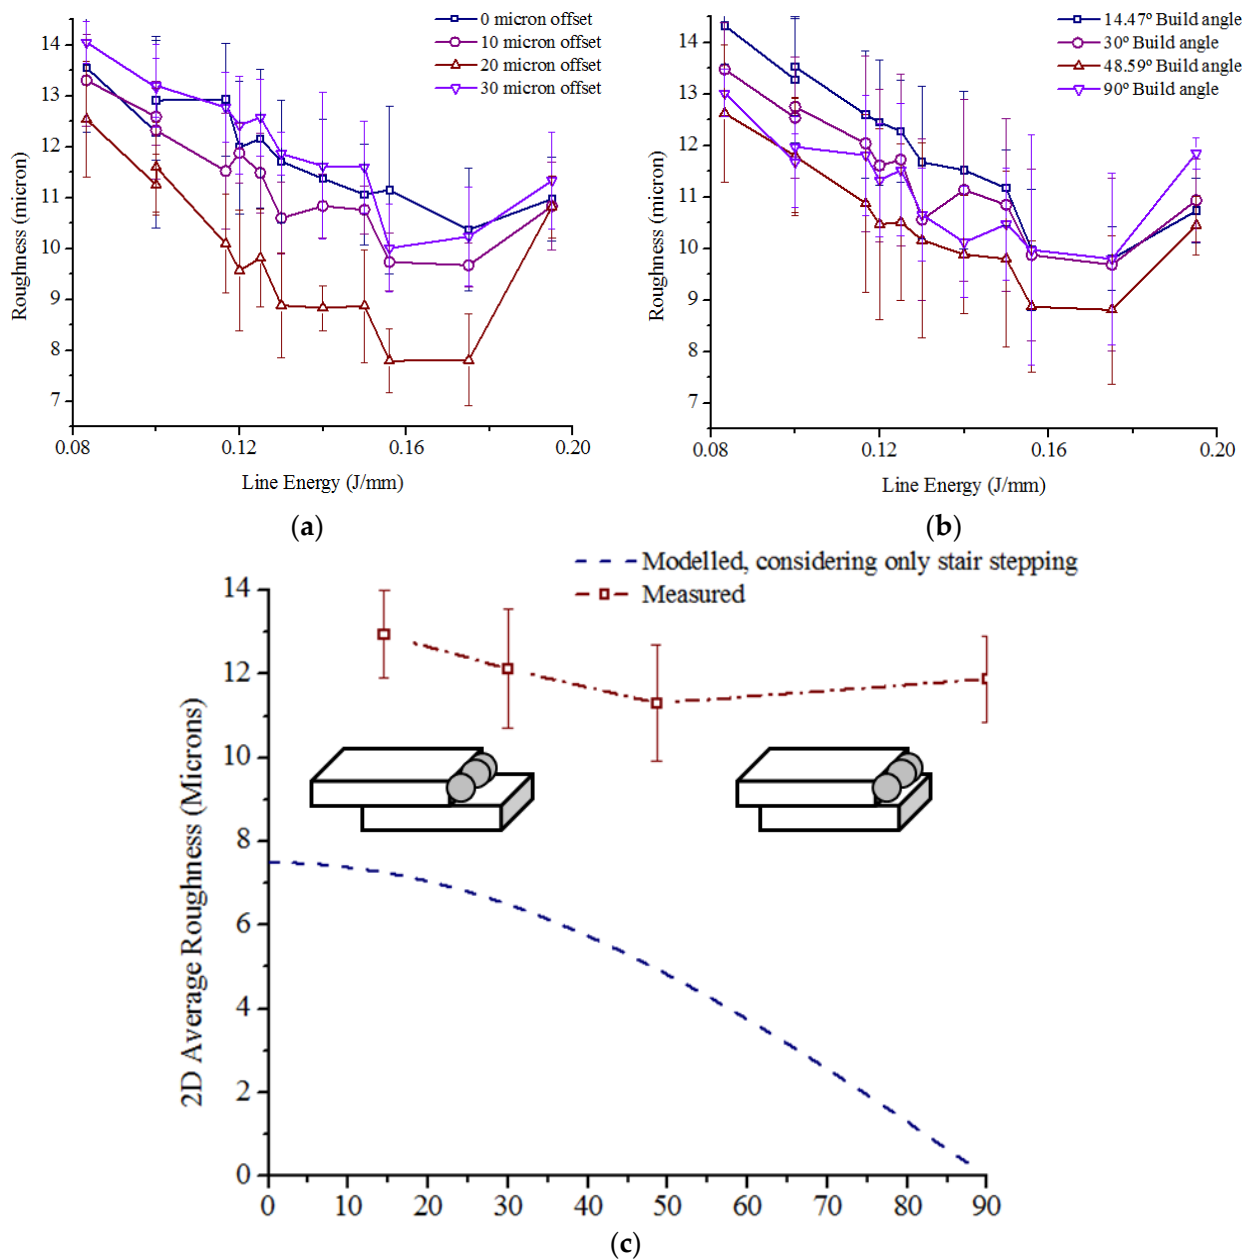 0 micron offset
10 micron offset
20 micron offset
30 micron offset
14
13
12
11
10
9
8
7
Roughness (micron)
0.08
0.12
0.16
0.20
Line Energy (J/mm)
(a)
14.47º Build angle
30º Build angle
48.59º Build angle
90º Build angle
14
13
12
11
10
9
8
7
Roughness (micron)
0.08
0.12
0.16
0.20
Line Energy (J/mm)
(b)
Modelled, considering only stair stepping
Measured
14
12
10
8
6
4
2
0
2D Average Roughness (Microns)
0 10 20 30 40 50 60 70 80 90
(c)